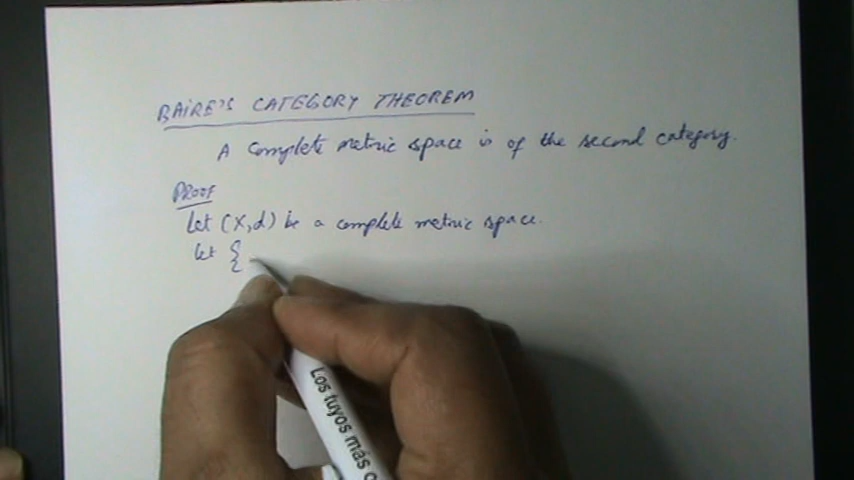 BAIRE'S CATEGORY THEOREM
A complete metric space is of the second category.
PROOF
Let (X,d) be a complete metric space.
let {
Los tuyos más